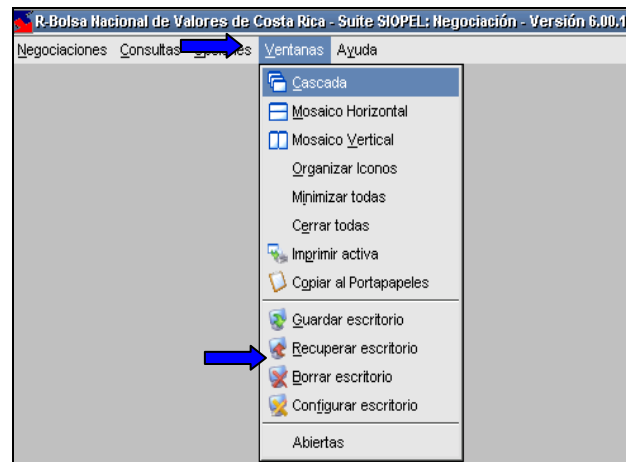 R-Bolsa Nacional de Valores de Costa Rica - Suite SIOPEL: Negociación - Versión 6.00.1
Negociaciones Consultas Ventanas Ayuda
Cascada
Mosaico Horizontal
Mosaico Vertical
Organizar Iconos
Minimizar todas
Cerrar todas
Imprimir activa
Copiar al Portapapeles
Guardar escritorio
Recuperar escritorio
Borrar escritorio
Configurar escritorio
Abiertas